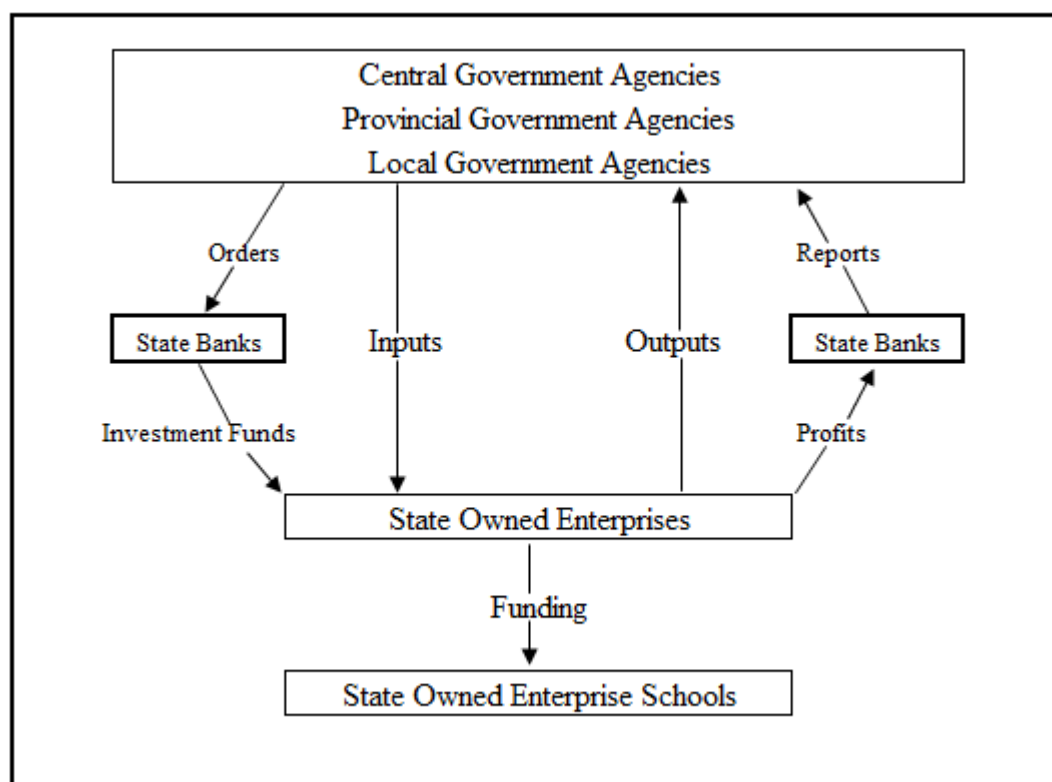 Central Government Agencies
Provincial Government Agencies
Local Government Agencies
Orders
Reports
State Banks
Inputs
Outputs
State Banks
Investment Funds
Profits
State Owned Enterprises
Funding
State Owned Enterprise Schools